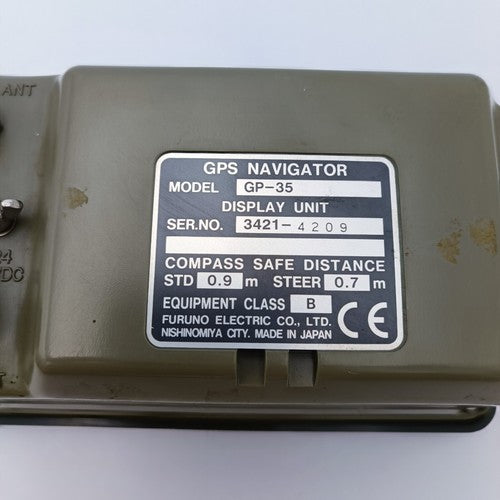 ANT
GPS NAVIGATOR
MODEL GP-35
DISPLAY UNIT
SER.NO. 3421-4209
COMPASS SAFE DISTANCE
STD 0.9 m STEER 0.7 m
EQUIPMENT CLASS B
FURUNO ELECTRIC CO., LTD.
NISHINOMIYA CITY. MADE IN JAPAN
CE
24